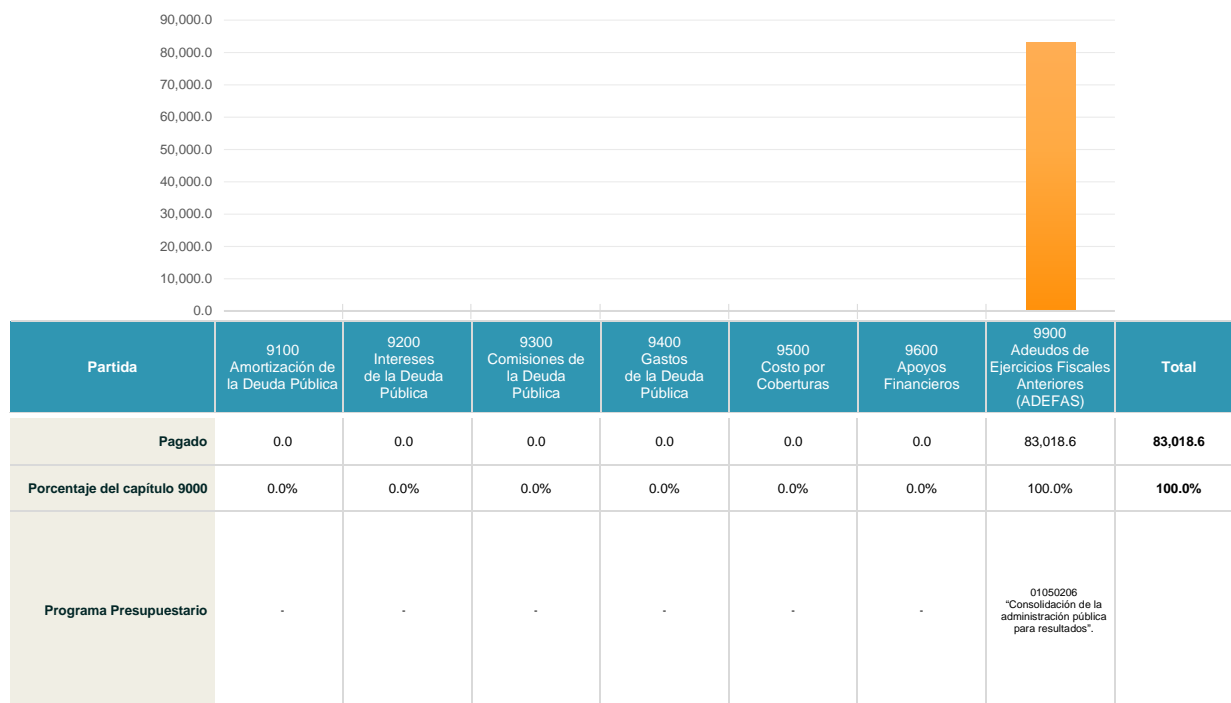 90,000.0
80,000.0
70,000.0
60,000.0
50,000.0
40,000.0
30,000.0
20,000.0
10,000.0
0.0
Partida
9100
Amortización de
la Deuda Pública
9200
Intereses
de la Deuda
Pública
9300
Comisiones de
la Deuda
Pública
9400
Gastos
de la Deuda
Pública
9500
Costo por
Coberturas
9600
Apoyos
Financieros
9900
Adeudos de
Ejercicios Fiscales
Anteriores
(ADEFAS)
Total
Pagado 0.0 0.0 0.0 0.0 0.0 0.0 83,018.6 83,018.6
Porcentaje del capítulo 9000 0.0% 0.0% 0.0% 0.0% 0.0% 0.0% 100.0% 100.0%
Programa Presupuestario - - - - - -
01050206
“Consolidación de la
administración pública
para resultados”.